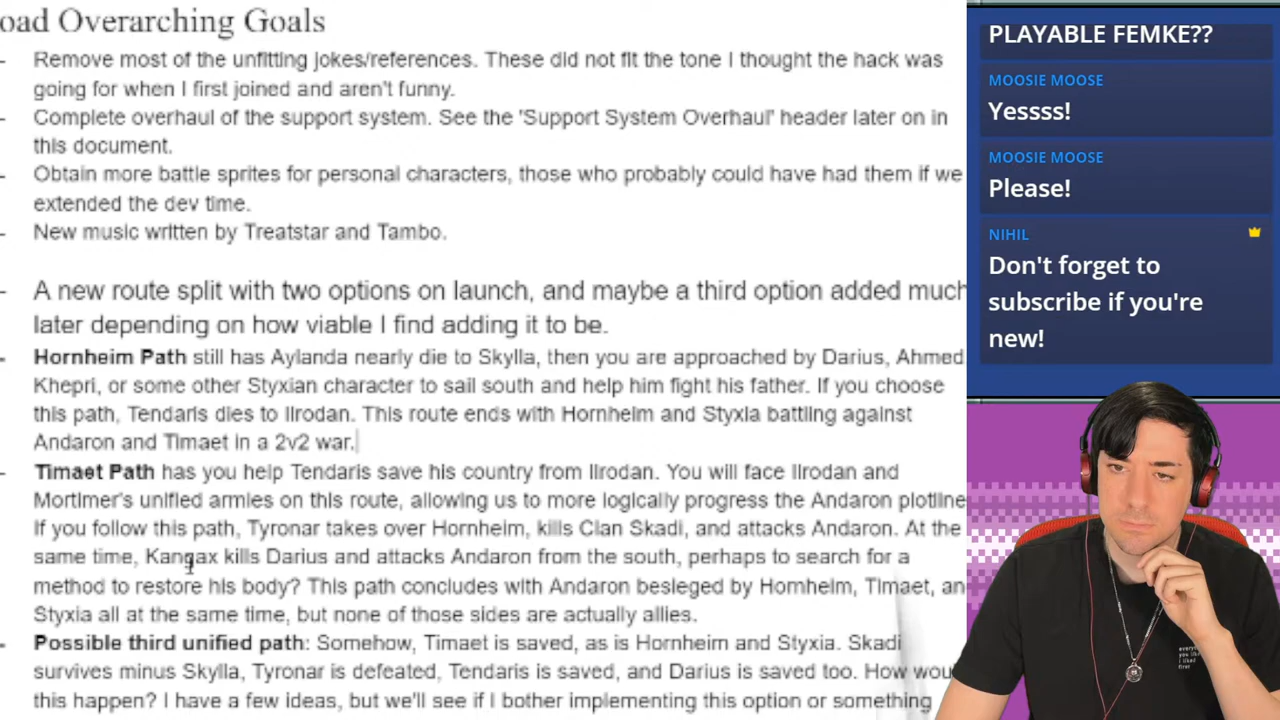 oad Overarching Goals
- Remove most of the unfitting jokes/references. These did not fit the tone I thought the hack was
going for when I first joined and aren't funny.
- Complete overhaul of the support system. See the 'Support System Overhaul' header later on in
this document.
- Obtain more battle sprites for personal characters, those who probably could have had them if we
extended the dev time.
- New music written by Treatstar and Tambo.
- A new route split with two options on launch, and maybe a third option added much
later depending on how viable I find adding it to be.
- Hornheim Path still has Aylanda nearly die to Skylla, then you are approached by Darius, Ahmed
Khepri, or some other Styxian character to sail south and help him fight his father. If you choose
this path, Tendaris dies to Ilrodan. This route ends with Hornheim and Styxia battling against
Andaron and Timaet in a 2v2 war.
- Timaet Path has you help Tendaris save his country from Ilrodan. You will face Ilrodan and
Mortimer's unified armies on this route, allowing us to more logically progress the Andaron plotline
If you follow this path, Tyronar takes over Hornheim, kills Clan Skadi, and attacks Andaron. At the
same time, Kangax kills Darius and attacks Andaron from the south, perhaps to search for a
method to restore his body? This path concludes with Andaron besieged by Hornheim, Timaet, an
Styxia all at the same time, but none of those sides are actually allies.
- Possible third unified path: Somehow, Timaet is saved, as is Hornheim and Styxia. Skadi
survives minus Skylla, Tyronar is defeated, Tendaris is saved, and Darius is saved too. How wou
this happen? I have a few ideas, but we'll see if I bother implementing this option or something
PLAYABLE FEMKE??
MOOSIE MOOSE
Yessss!
MOOSIE MOOSE
Please!
NIHIL
Don't forget to
subscribe if you're
new!